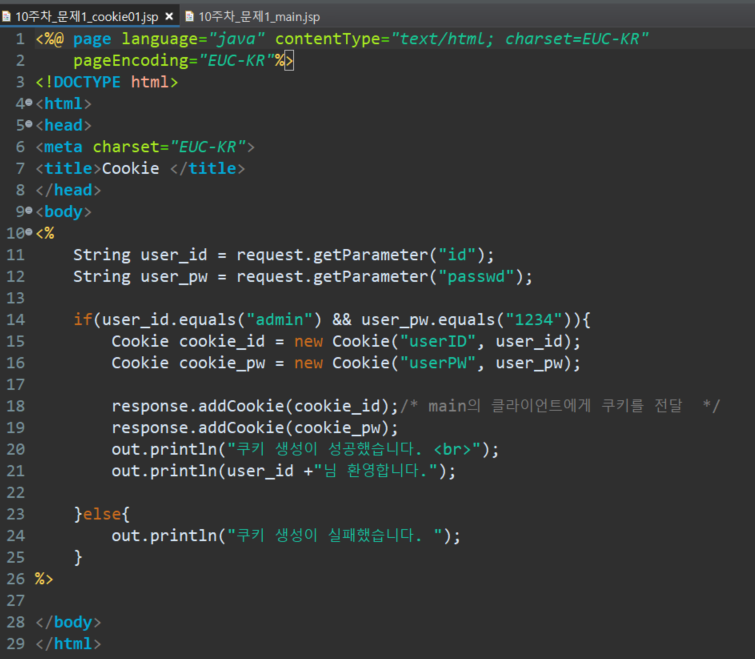 10주차_문제1_cookie01.jsp 10주차_문제1_main.jsp
1 <%@ page language="java" contentType="text/html; charset=EUC-KR"
2     pageEncoding="EUC-KR"%>
3 <!DOCTYPE html>
4 <html>
5 <head>
6 <meta charset="EUC-KR">
7 <title>Cookie </title>
8 </head>
9 <body>
10 <%
11     String user_id = request.getParameter("id");
12     String user_pw = request.getParameter("passwd");
13
14     if(user_id.equals("admin") && user_pw.equals("1234")){
15         Cookie cookie_id = new Cookie("userID", user_id);
16         Cookie cookie_pw = new Cookie("userPW", user_pw);
17
18         response.addCookie(cookie_id);/* main의 클라이언트에게 쿠키를 전달  */
19         response.addCookie(cookie_pw);
20         out.println("쿠키 생성이 성공했습니다. <br>");
21         out.println(user_id +"님 환영합니다.");
22
23     }else{
24         out.println("쿠키 생성이 실패했습니다. ");
25     }
26 %>
27
28 </body>
29 </html>